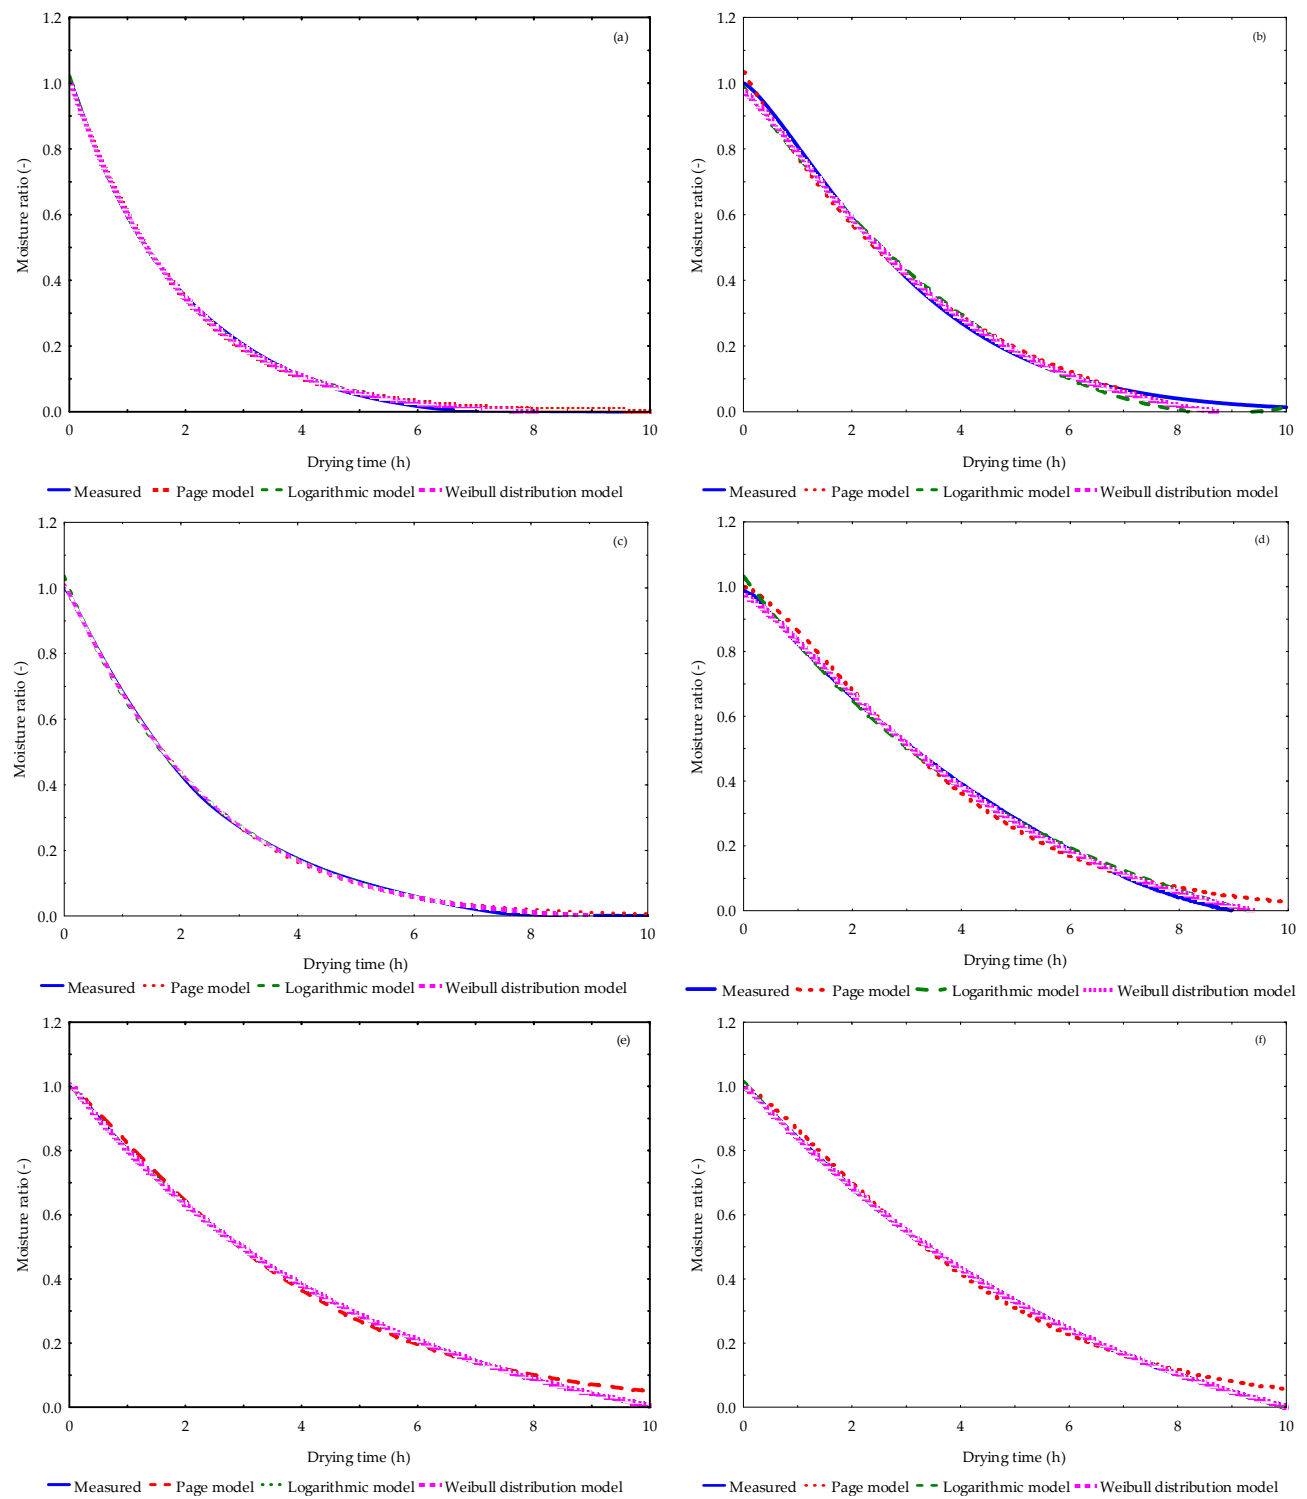 1.2
(a)
1.0
0.8
0.6
0.4
0.2
0.0
Moisture ratio (-)
0 2 4 6 8 10
Drying time (h)
Measured Page model Logarithmic model Weibull distribution model
1.2
(b)
1.0
0.8
0.6
0.4
0.2
0.0
Moisture ratio (-)
0 2 4 6 8 10
Drying time (h)
Measured Page model Logarithmic model Weibull distribution model
1.2
(c)
1.0
0.8
0.6
0.4
0.2
0.0
Moisture ratio (-)
0 2 4 6 8 10
Drying time (h)
Measured Page model Logarithmic model Weibull distribution model
1.2
(d)
1.0
0.8
0.6
0.4
0.2
0.0
Moisture ratio (-)
0 2 4 6 8 10
Drying time (h)
Measured Page model Logarithmic model Weibull distribution model
1.2
(e)
1.0
0.8
0.6
0.4
0.2
0.0
Moisture ratio (-)
0 2 4 6 8 10
Drying time (h)
Measured Page model Logarithmic model Weibull distribution model
1.2
(f)
1.0
0.8
0.6
0.4
0.2
0.0
Moisture ratio (-)
0 2 4 6 8 10
Drying time (h)
Measured Page model Logarithmic model Weibull distribution model